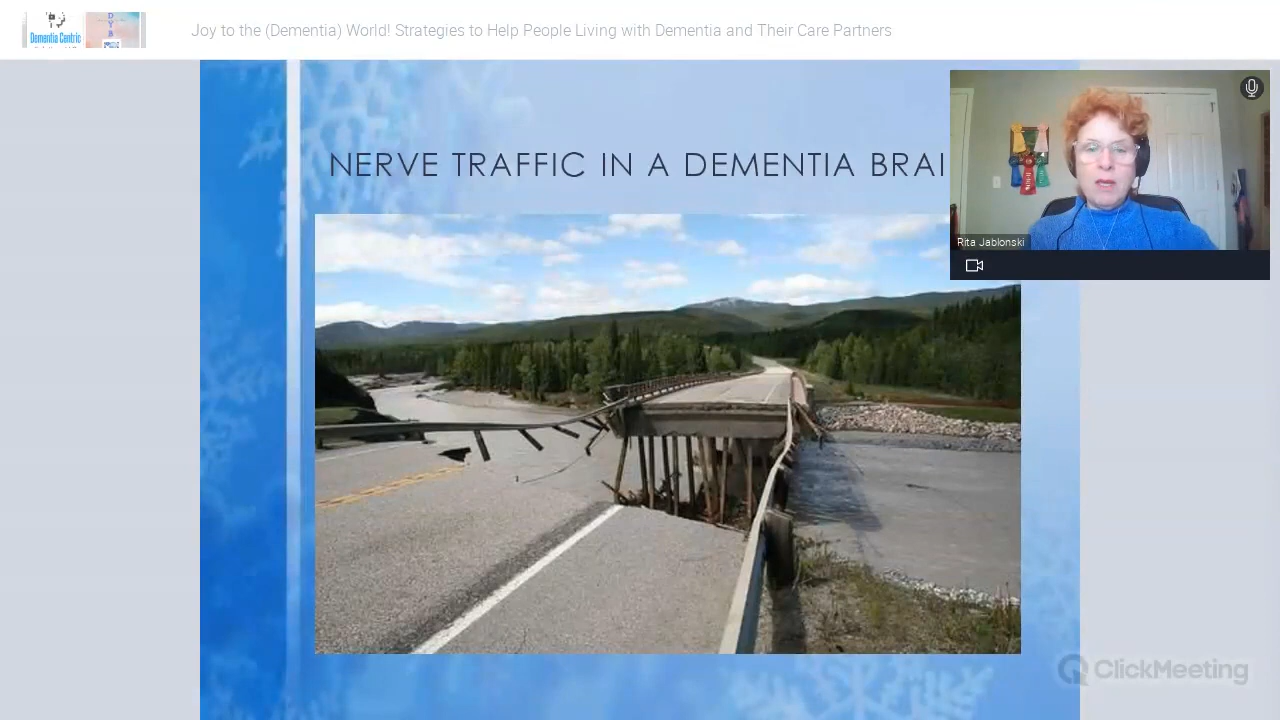 Dementia Centric
Joy to the (Dementia) World! Strategies to Help People Living with Dementia and Their Care Partners
NERVE TRAFFIC IN A DEMENTIA BRAI
Rita Jablonski
ClickMeeting